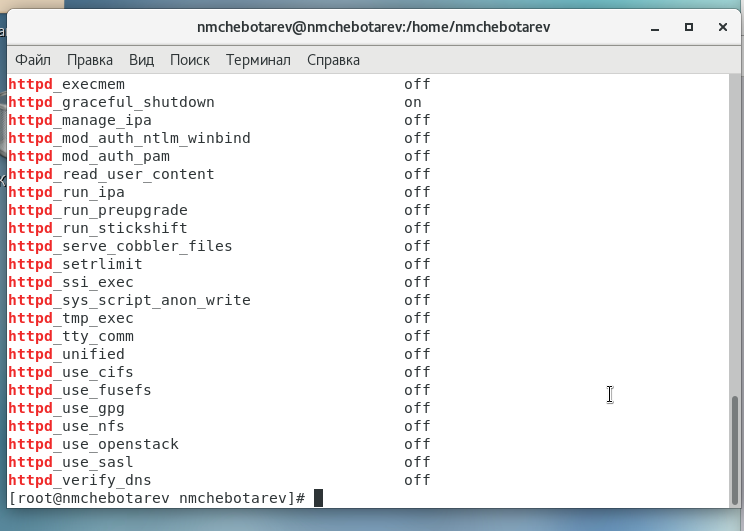 nmchebotarev@nmchebotarev:/home/nmchebotarev
Файл Правка Вид Поиск Терминал Справка
httpd_execmem off
httpd_graceful_shutdown on
httpd_manage_ipa off
httpd_mod_auth_ntlm_winbind off
httpd_mod_auth_pam off
httpd_read_user_content off
httpd_run_ipa off
httpd_run_preupgrade off
httpd_run_stickshift off
httpd_serve_cobbler_files off
httpd_setrlimit off
httpd_ssi_exec off
httpd_sys_script_anon_write off
httpd_tmp_exec off
httpd_tty_comm off
httpd_unified off
httpd_use_cifs off
httpd_use_fusefs off
httpd_use_gpg off
httpd_use_nfs off
httpd_use_openstack off
httpd_use_sasl off
httpd_verify_dns off
[root@nmchebotarev nmchebotarev]#